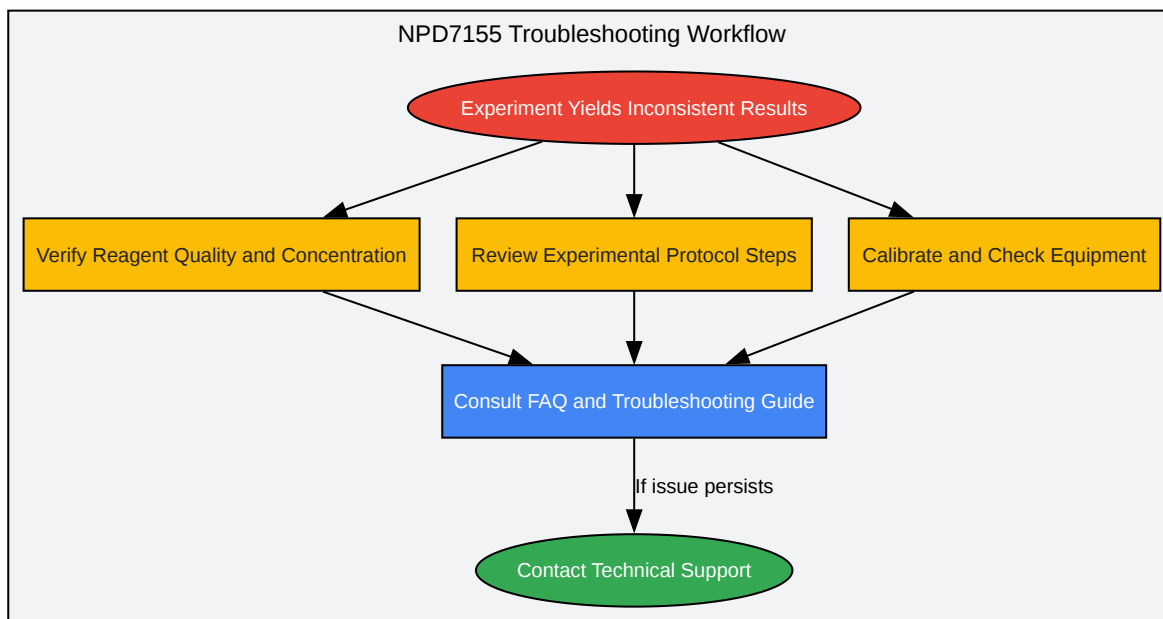 NPD7155 Troubleshooting Workflow
Experiment Yields Inconsistent Results
Verify Reagent Quality and Concentration
Review Experimental Protocol Steps
Calibrate and Check Equipment
Consult FAQ and Troubleshooting Guide
If issue persists
Contact Technical Support